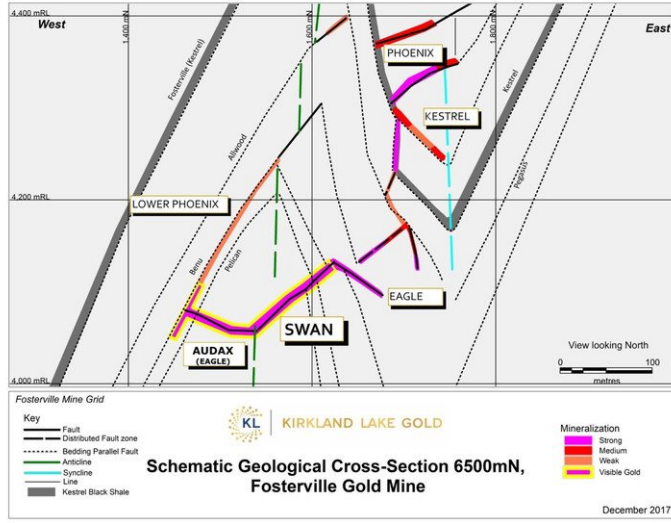 4,400 mRL
West
East
1,400 mN
1,600 mN
1,800 mN
PHOENIX
Fosterville (Kestrel)
KESTREL
Kestrel
Allwood
Pegasus
4,200 mRL
LOWER PHOENIX
Benu
Pelican
EAGLE
SWAN
AUDAX
(EAGLE)
View looking North
0
100
metres
4,000 mRL
Fosterville Mine Grid
Key
Fault
Distributed Fault zone
Bedding Parallel Fault
Anticline
Syncline
Line
Kestrel Black Shale
KL KIRKLAND LAKE GOLD
Schematic Geological Cross-Section 6500mN,
Fosterville Gold Mine
Mineralization
Strong
Medium
Weak
Visible Gold
December 2017